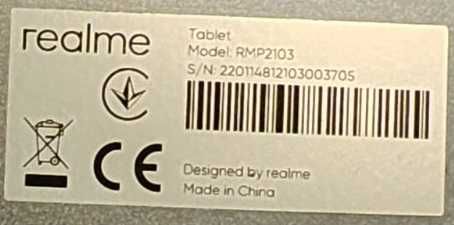 realme
Tablet
Model: RMP2103
S/N: 220114812103003705
Designed by realme
Made in China